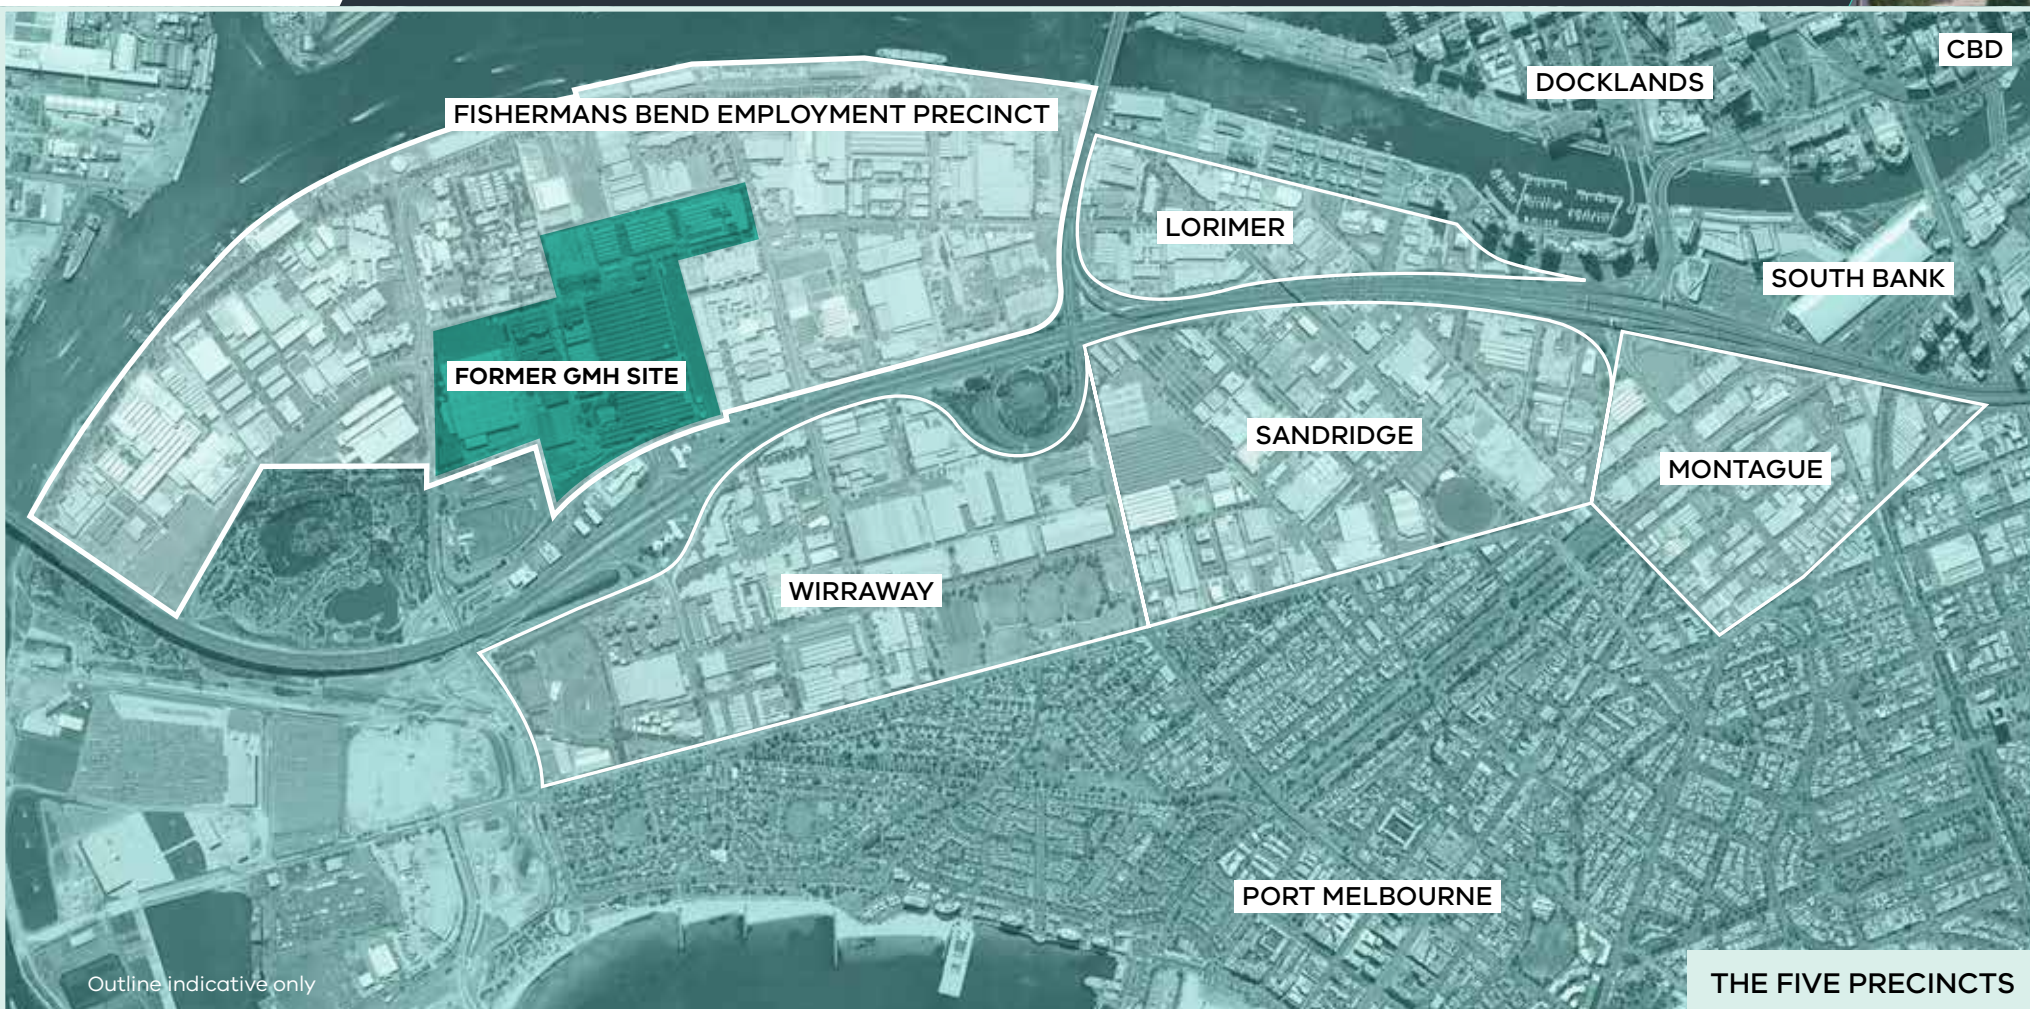 CBD
DOCKLANDS
FISHERMANS BEND EMPLOYMENT PRECINCT
LORIMER
SOUTH BANK
FORMER GMH SITE
SANDRIDGE
MONTAGUE
WIRRAWAY
PORT MELBOURNE
Outline indicative only
THE FIVE PRECINCTS